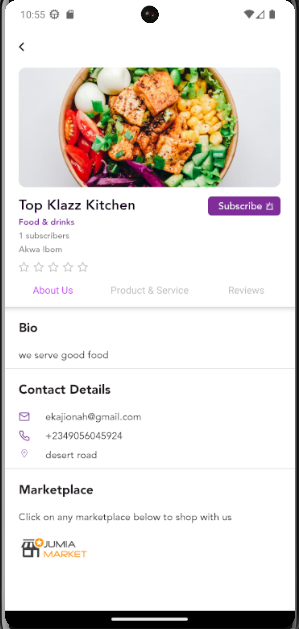 10:55
Top Klazz Kitchen
Subscribe
Food & drinks
1 subscribers
Akwa Ibom
About Us
Product & Service
Reviews
Bio
we serve good food
Contact Details
ekajionah@gmail.com
+2349056045924
desert road
Marketplace
Click on any marketplace below to shop with us
JUMIA
MARKET